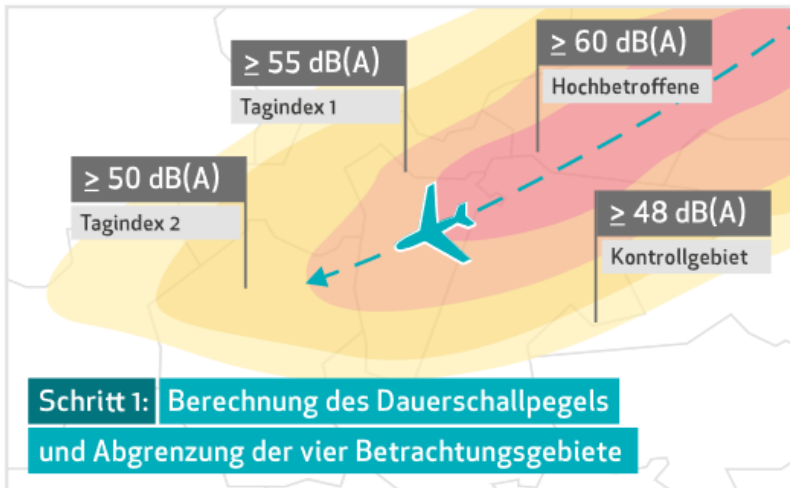 ≥ 60 dB(A)
Hochbetroffene
≥ 55 dB(A)
Tagindex 1
≥ 50 dB(A)
Tagindex 2
≥ 48 dB(A)
Kontrollgebiet
Schritt 1: Berechnung des Dauerschallpegels
und Abgrenzung der vier Betrachtungsgebiete